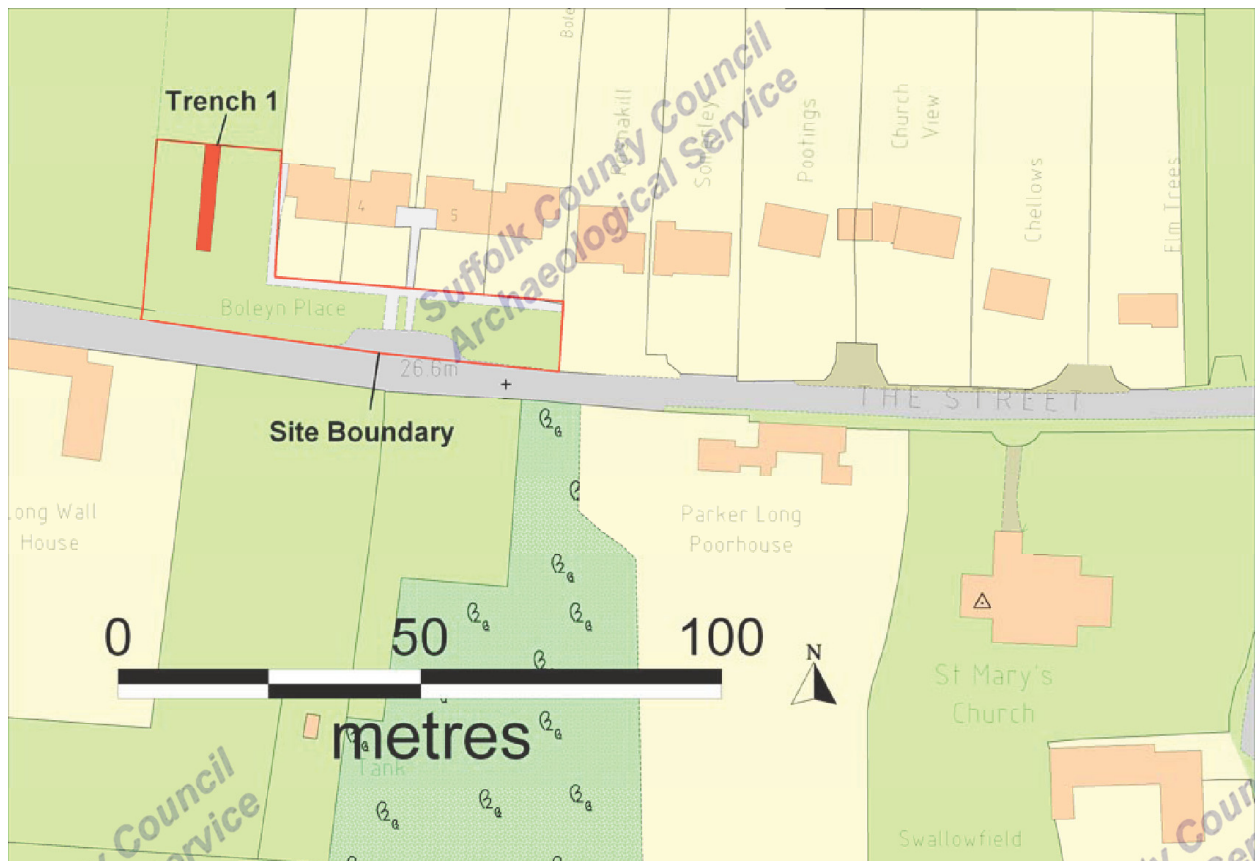 Trench 1
Suffolk County Council
Archaeological Service
Pootings
Church
View
Chellows
Elm Trees
4
5
Boleyn Place
26.6m
THE STREET
Site Boundary
Long Wall
House
Parker Long
Poorhouse
0 50 100
metres
N
St Mary's
Church
Tank
Swallowfield
Council
Service